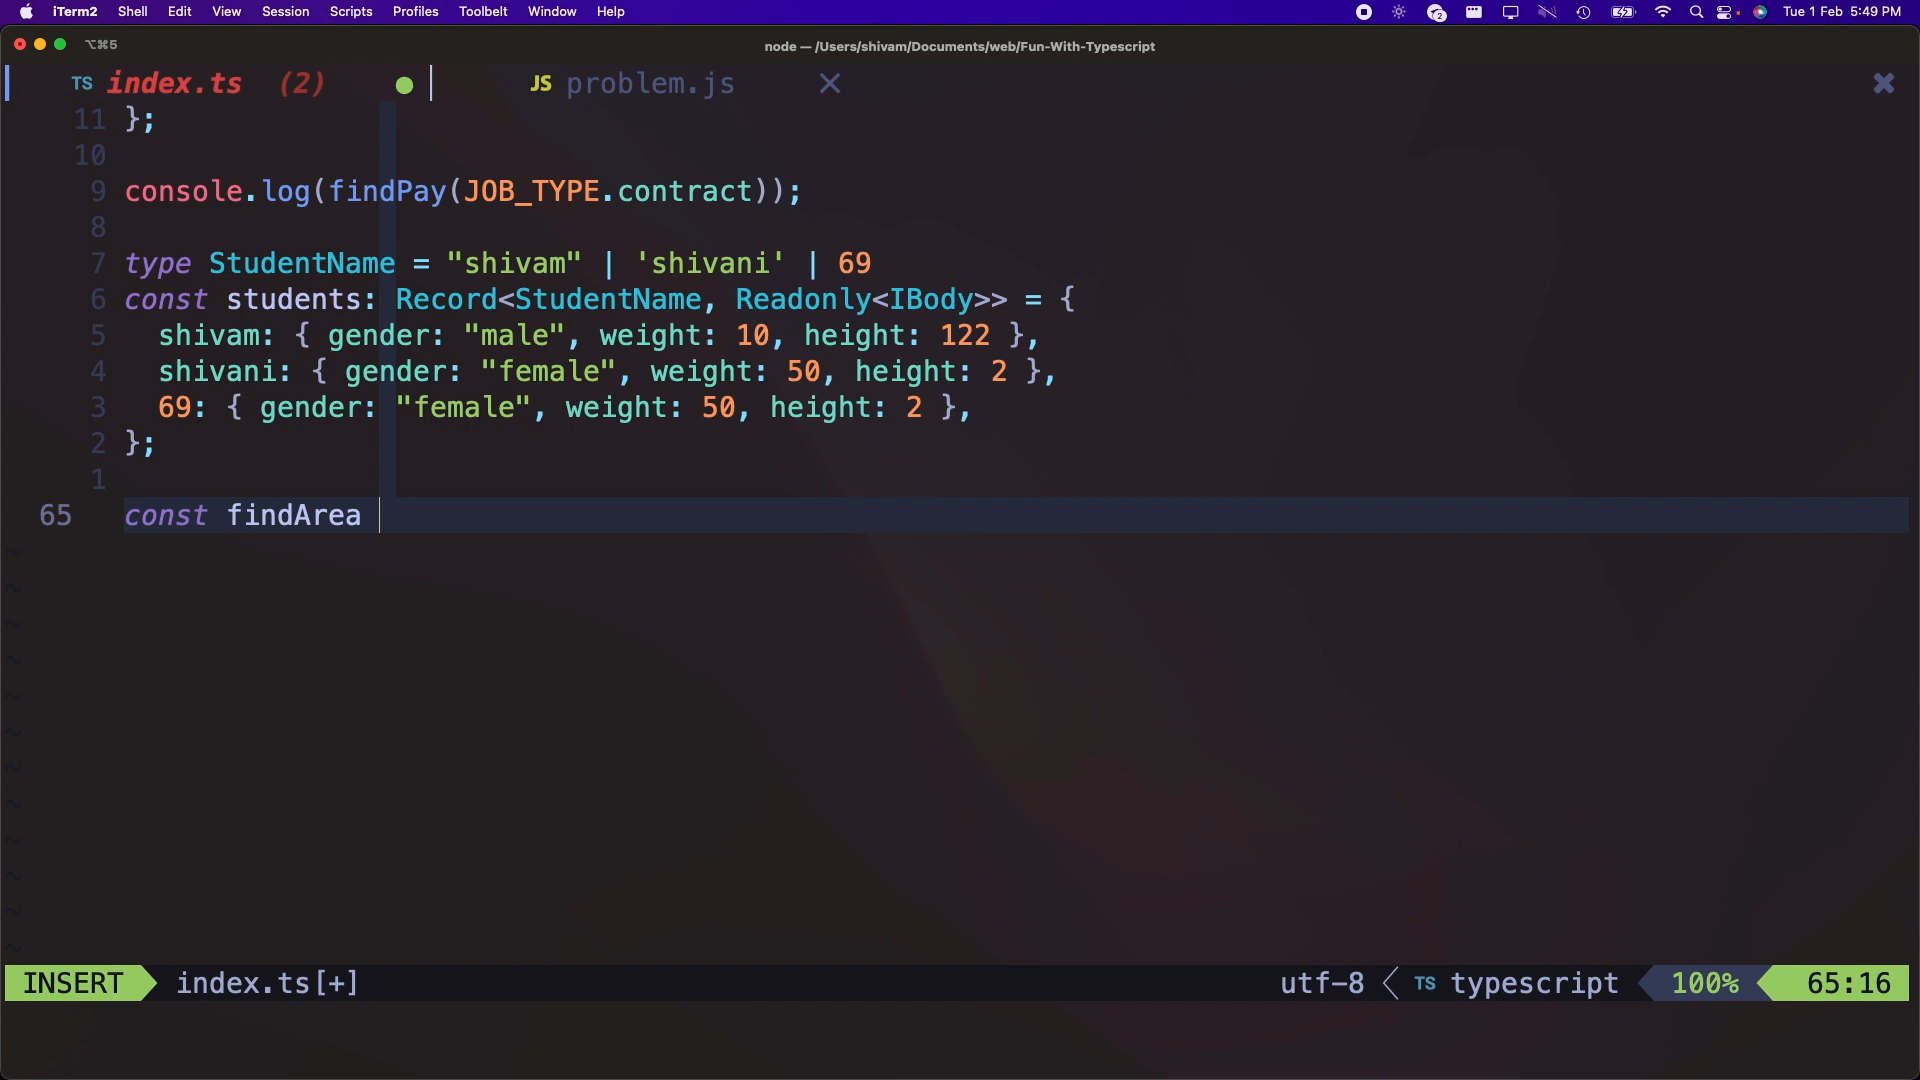 iTerm2 Shell Edit View Session Scripts Profiles Toolbelt Window Help 2 Tue 1 Feb 5:49 PM
⌥⌘5 node — /Users/shivam/Documents/web/Fun-With-Typescript
TS index.ts (2) JS problem.js
11 };
10
9 console.log(findPay(JOB_TYPE.contract));
8
7 type StudentName = "shivam" | 'shivani' | 69
6 const students: Record<StudentName, Readonly<IBody>> = {
5 shivam: { gender: "male", weight: 10, height: 122 },
4 shivani: { gender: "female", weight: 50, height: 2 },
3 69: { gender: "female", weight: 50, height: 2 },
2 };
1
65 const findArea
~
~
~
~
~
~
~
~
~
~
~
~
INSERT index.ts[+] utf-8 TS typescript 100% 65:16